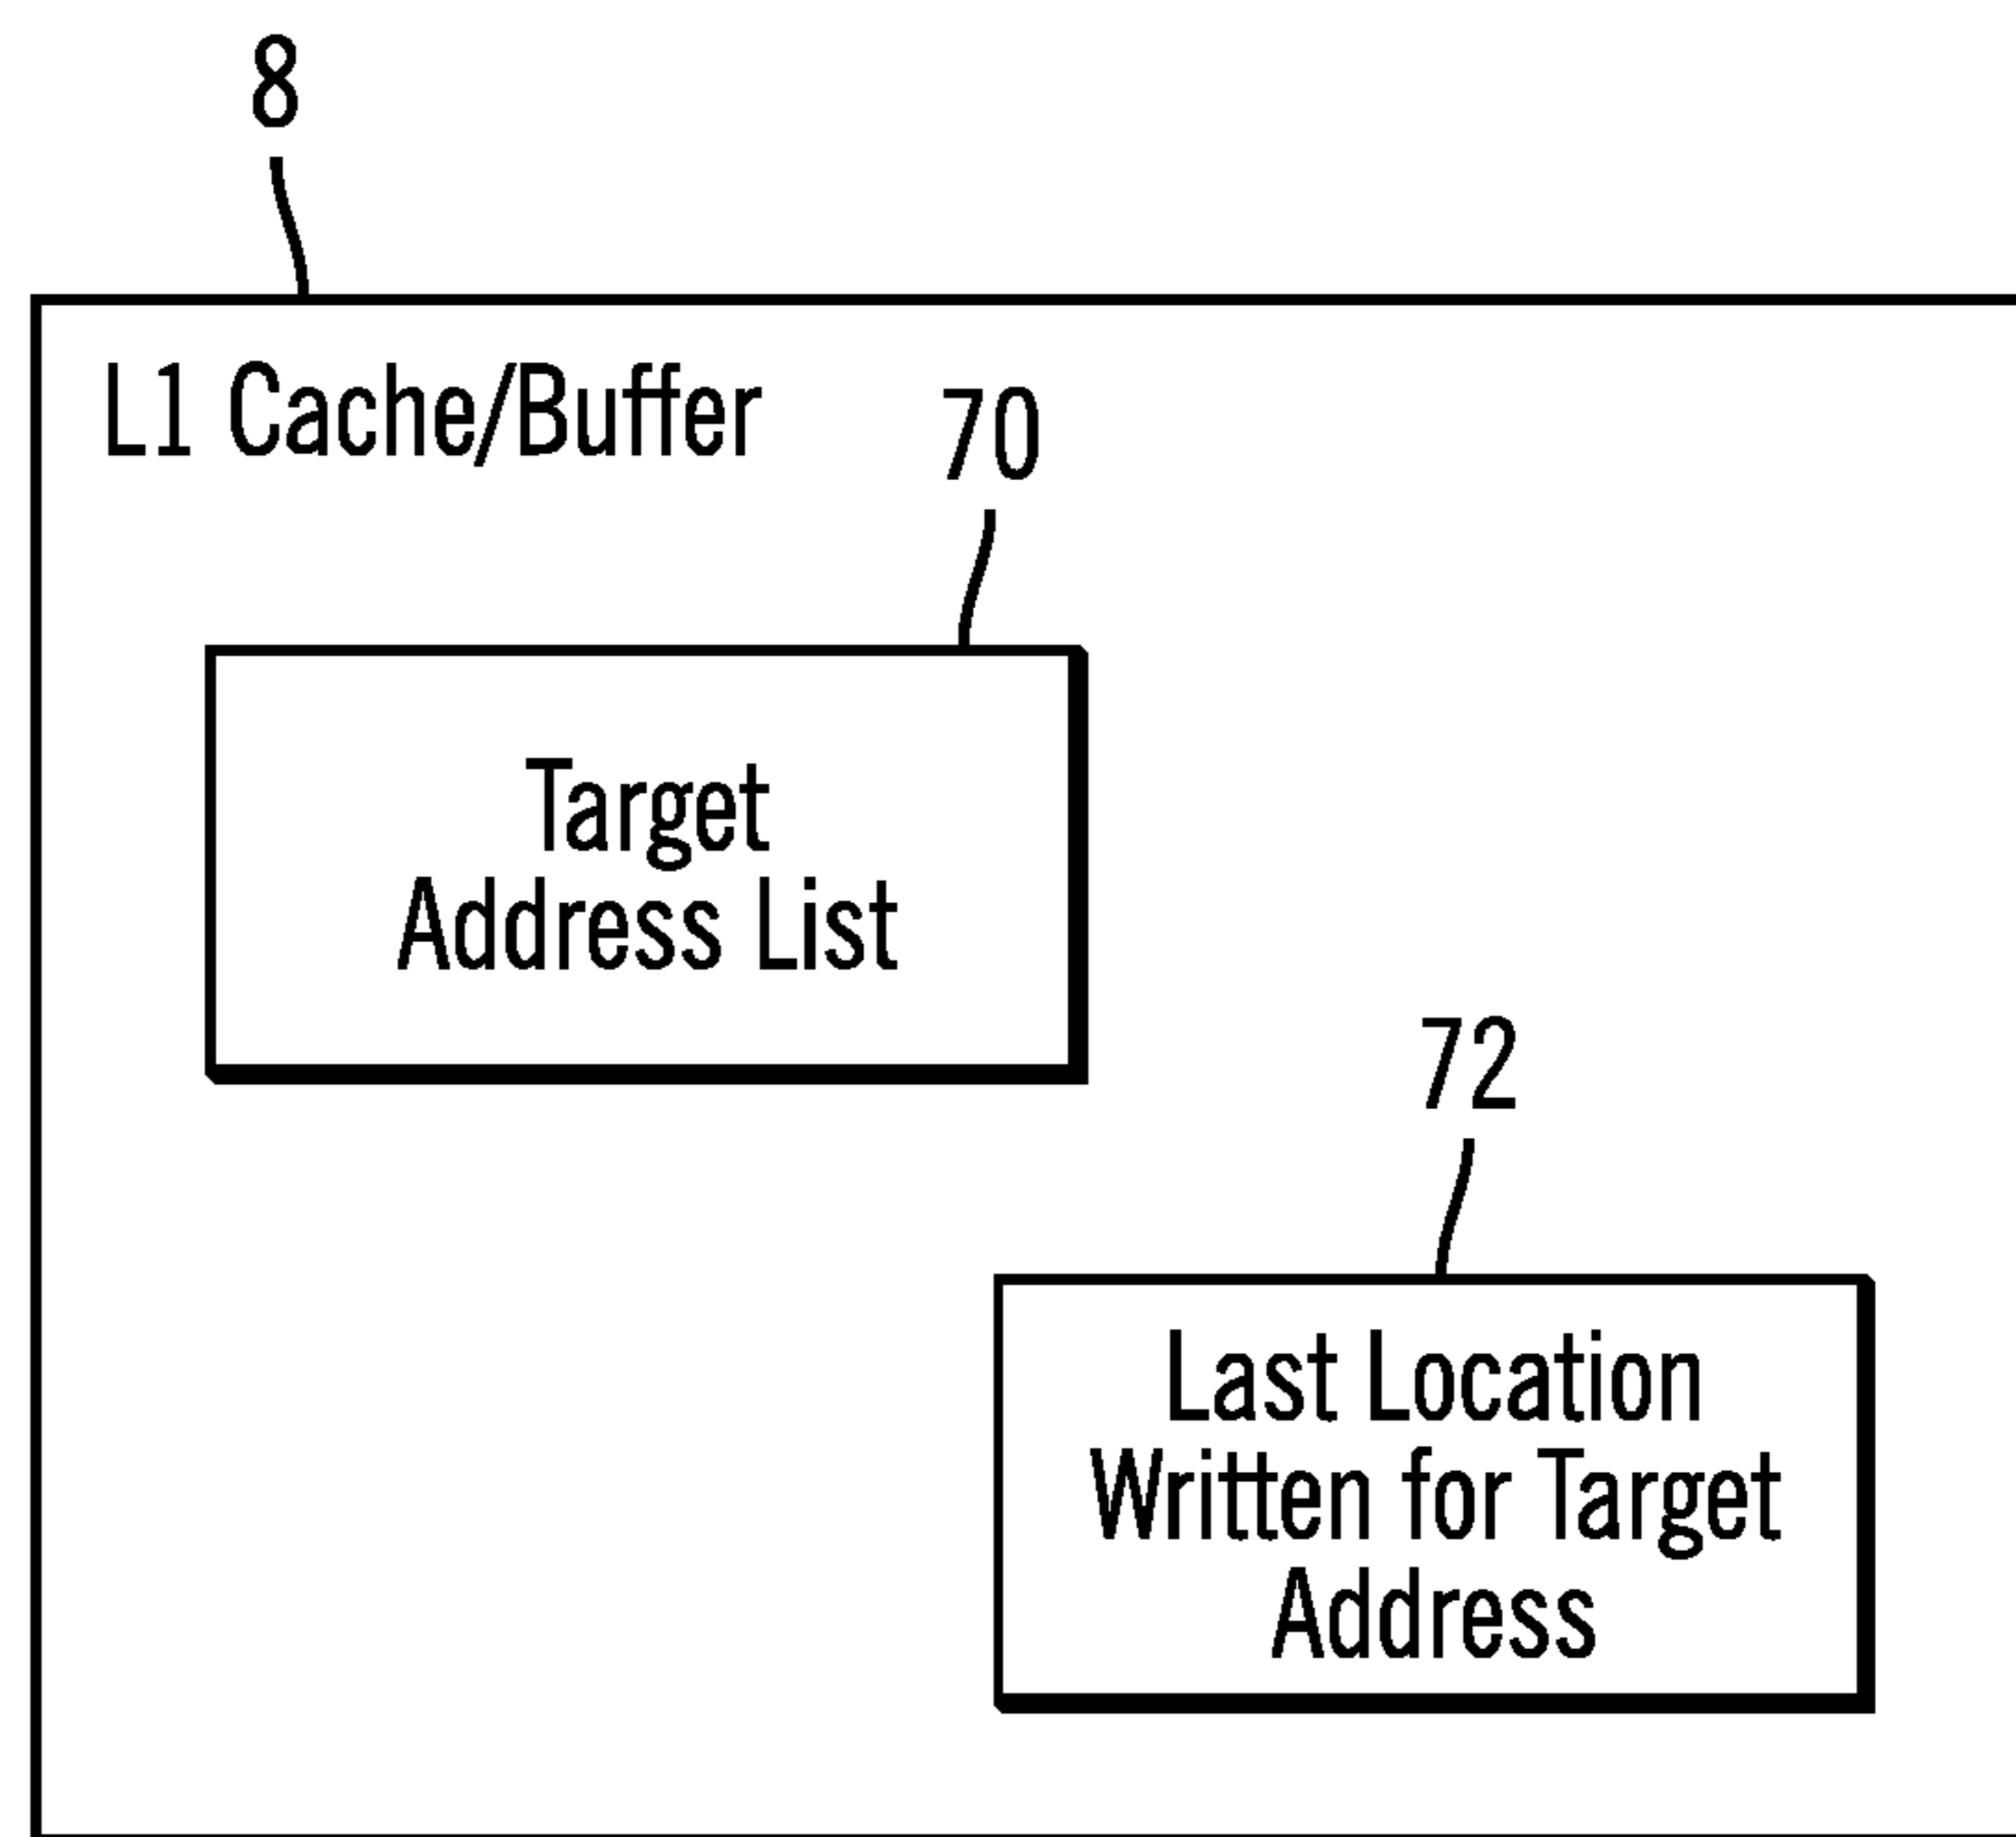 8
L1 Cache/Buffer
70
Target
Address List
72
Last Location
Written for Target
Address